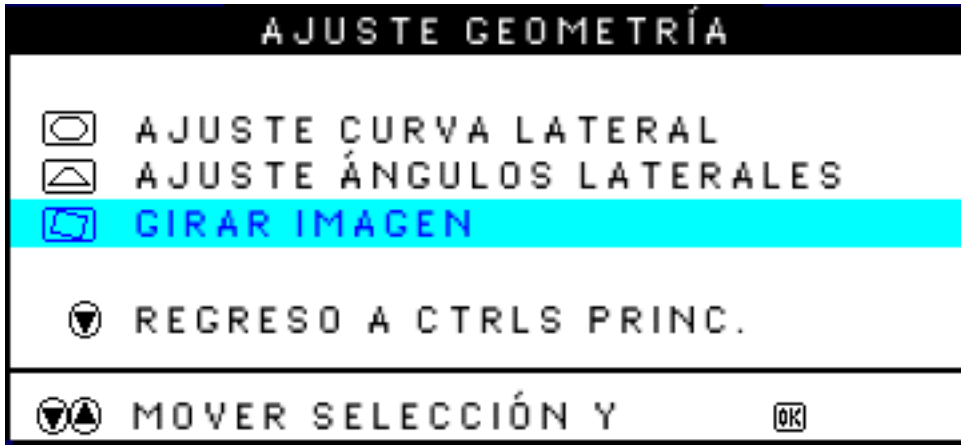 AJUSTE GEOMETRÍA
AJUSTE CURVA LATERAL
AJUSTE ÁNGULOS LATERALES
GIRAR IMAGEN
REGRESO A CTRLS PRINC.
MOVER SELECCIÓN Y OK